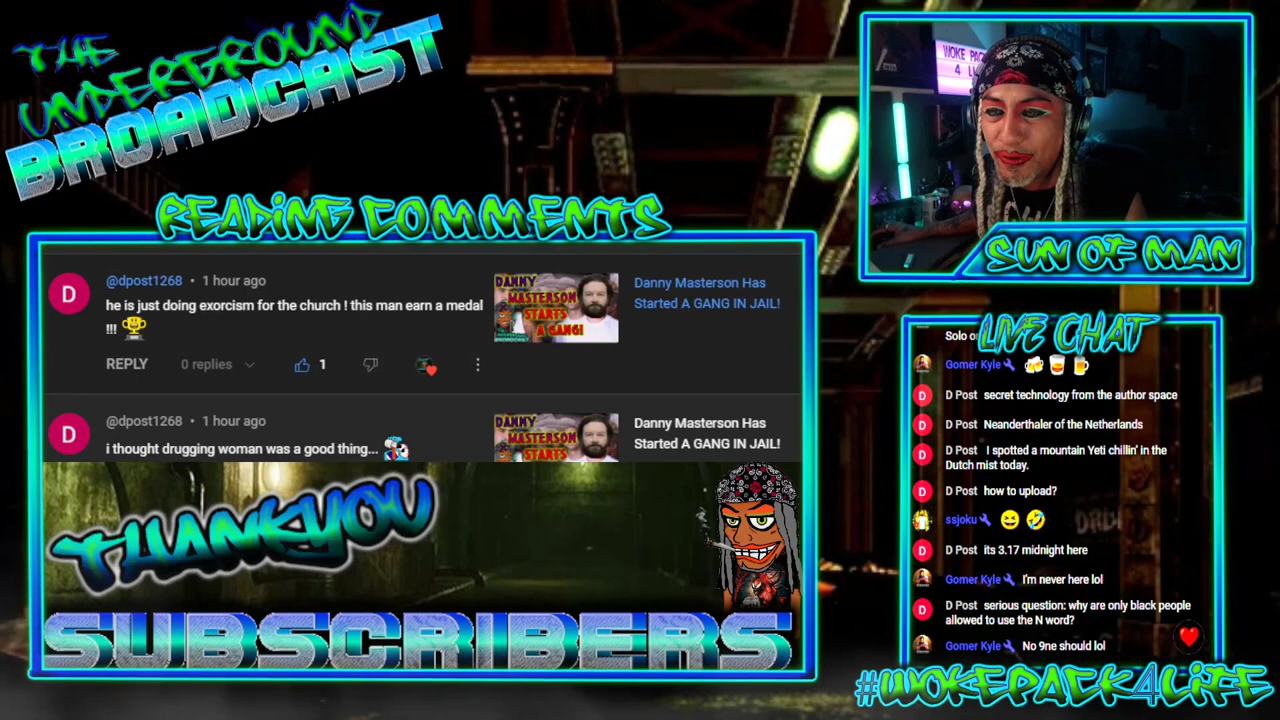 THE
UNDERGROUND
BROADCAST
READING COMMENTS
D
@dpost1268 • 1 hour ago
he is just doing exorcism for the church ! this man earn a medal
!!! 🏆
REPLY 0 replies 1
DANNY
MASTERSON
STARTS
A GANG!
Danny Masterson Has
Started A GANG IN JAIL!
D
@dpost1268 • 1 hour ago
i thought drugging woman was a good thing...
DANNY
MASTERSON
Danny Masterson Has
Started A GANG IN JAIL!
THANKYOU
SUBSCRIBERS
WOKE PAC
4 LI
SUN OF MAN
LIVE CHAT
Solo o
Gomer Kyle 🍻 🥃 🍺
D D Post secret technology from the author space
D D Post Neanderthaler of the Netherlands
D D Post I spotted a mountain Yeti chillin' in the
Dutch mist today.
D D Post how to upload?
ssjoku 😆 🤣
D D Post its 3.17 midnight here
Gomer Kyle I'm never here lol
D D Post serious question: why are only black people
allowed to use the N word?
Gomer Kyle No 9ne should lol
#WOKEPACK4LIFE